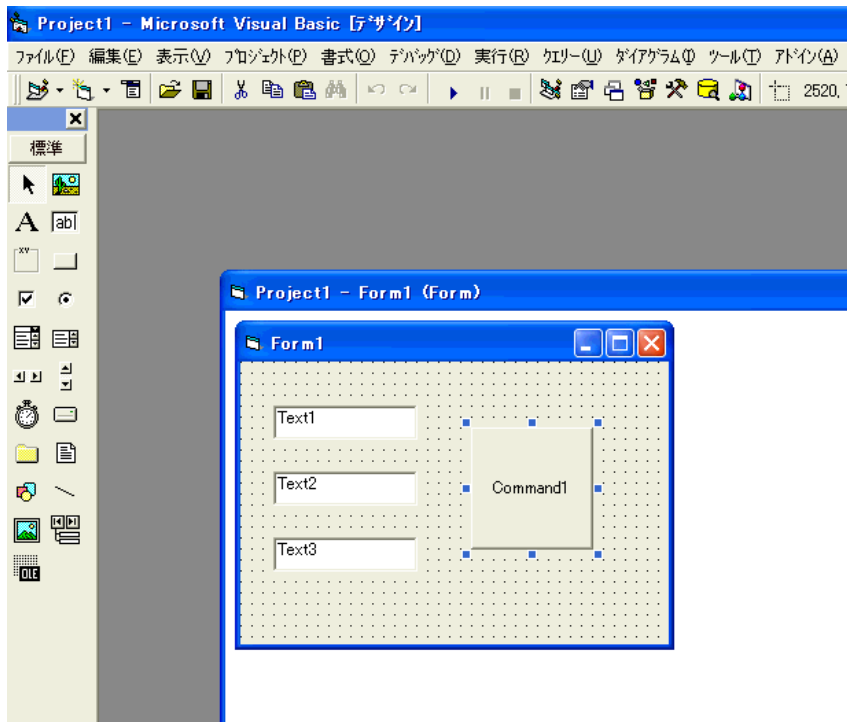 Project1 - Microsoft Visual Basic [ﾃﾞｻﾞｲﾝ]
ﾌｧｲﾙ(F) 編集(E) 表示(V) ﾌﾟﾛｼﾞｪｸﾄ(P) 書式(O) ﾃﾞﾊﾞｯｸﾞ(D) 実行(R) ｸｴﾘｰ(U) ﾀﾞｲｱｸﾞﾗﾑ(I) ﾂｰﾙ(T) ｱﾄﾞｲﾝ(A)
2520,
標準
A ab
XY
OLE
Project1 - Form1 (Form)
Form1
Text1
Text2
Command1
Text3